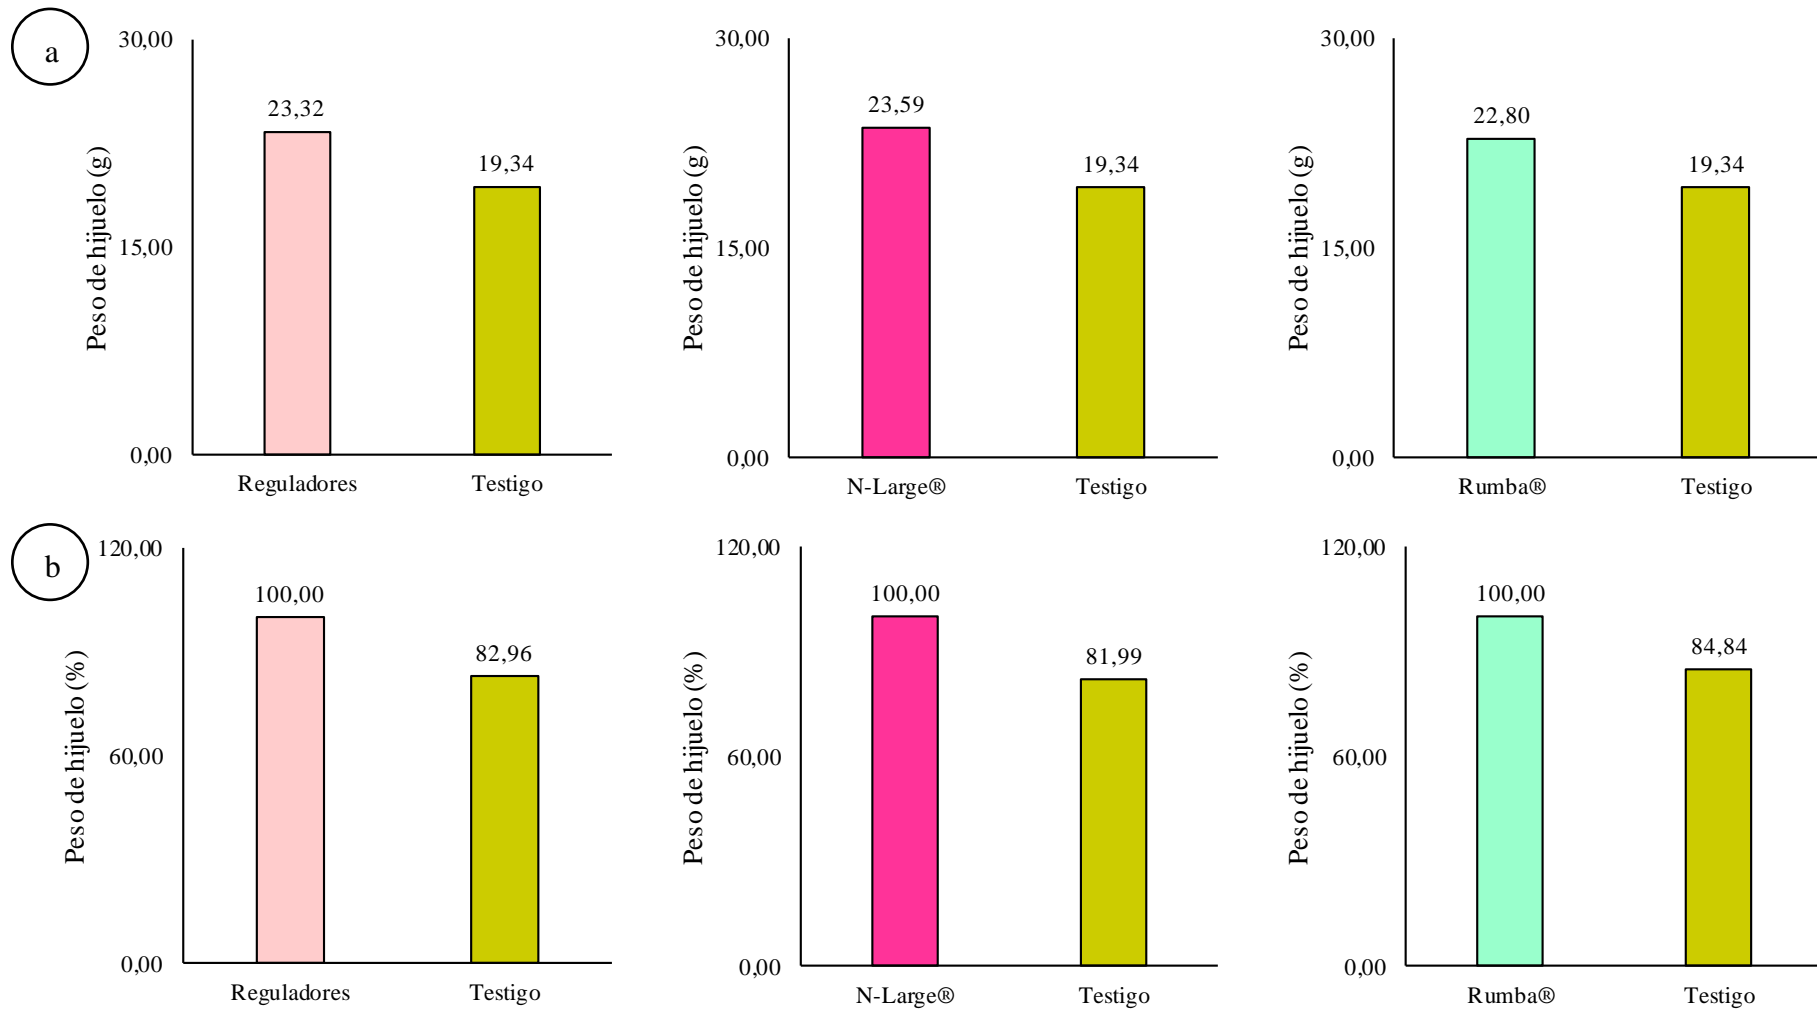 a
Peso de hijuelo (g)
30,00
15,00
0,00
23,32
19,34
Reguladores
Testigo
Peso de hijuelo (g)
30,00
15,00
0,00
23,59
19,34
N-Large®
Testigo
Peso de hijuelo (g)
30,00
15,00
0,00
22,80
19,34
Rumba®
Testigo
b
Peso de hijuelo (%)
120,00
60,00
0,00
100,00
82,96
Reguladores
Testigo
Peso de hijuelo (%)
120,00
60,00
0,00
100,00
81,99
N-Large®
Testigo
Peso de hijuelo (%)
120,00
60,00
0,00
100,00
84,84
Rumba®
Testigo